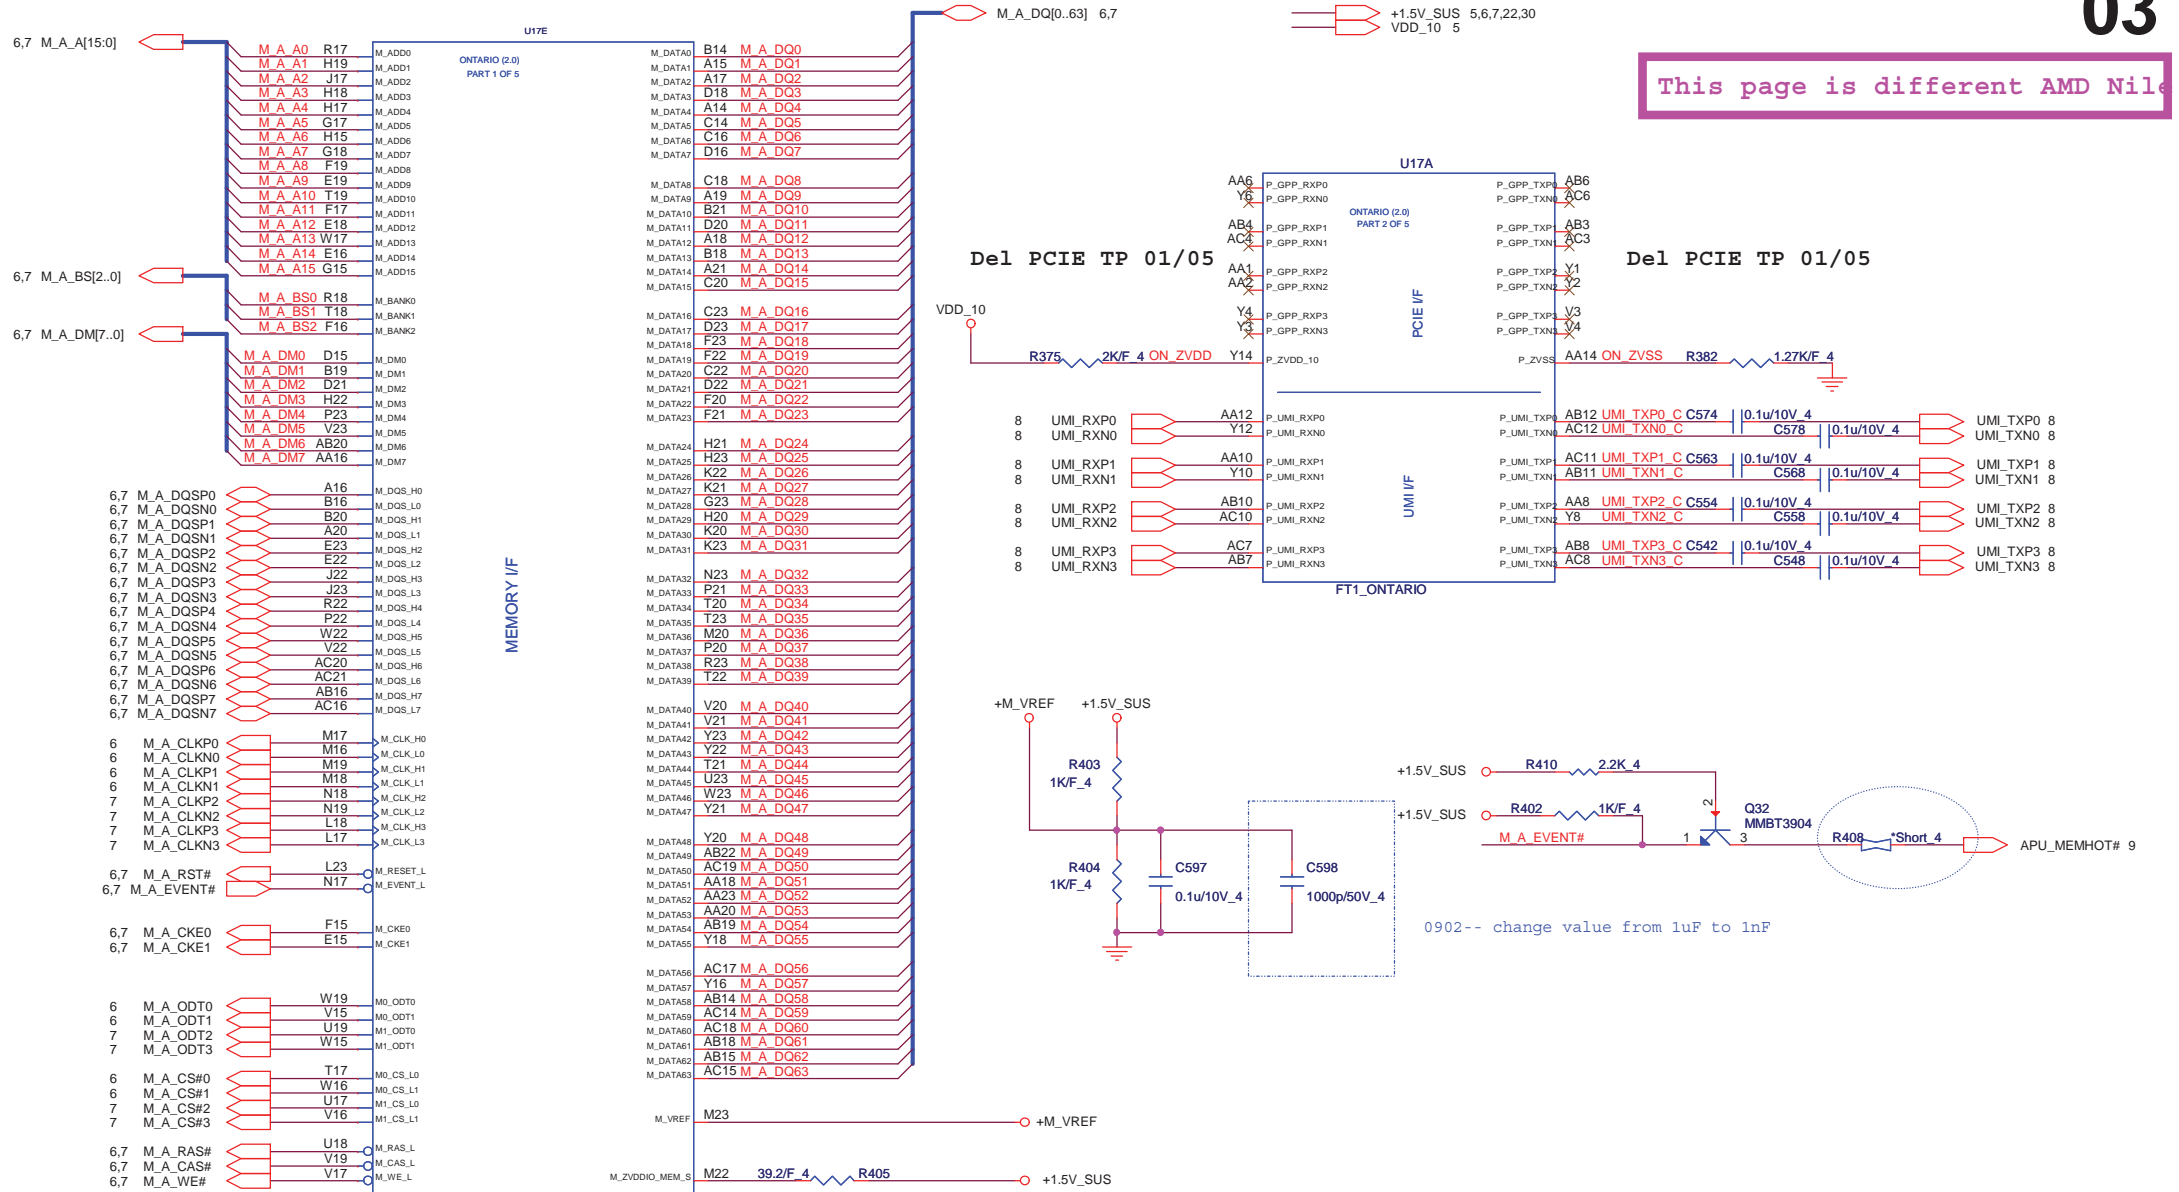 03
This page is different AMD Nile
M_A_DQ[0..63] 6,7
+1.5V_SUS 5,6,7,22,30
VDD_10 5
6,7 M_A_A[15:0]
6,7 M_A_BS[2..0]
6,7 M_A_DM[7..0]
U17E
ONTARIO (2.0)
PART 1 OF 5
MEMORY I/F
M_A_A0 R17 M_ADD0
M_A_A1 H19 M_ADD1
M_A_A2 J17 M_ADD2
M_A_A3 H18 M_ADD3
M_A_A4 H17 M_ADD4
M_A_A5 G17 M_ADD5
M_A_A6 H15 M_ADD6
M_A_A7 G18 M_ADD7
M_A_A8 F19 M_ADD8
M_A_A9 E19 M_ADD9
M_A_A10 T19 M_ADD10
M_A_A11 F17 M_ADD11
M_A_A12 E18 M_ADD12
M_A_A13 W17 M_ADD13
M_A_A14 E16 M_ADD14
M_A_A15 G15 M_ADD15
M_A_BS0 R18 M_BANK0
M_A_BS1 T18 M_BANK1
M_A_BS2 F16 M_BANK2
M_A_DM0 D15 M_DM0
M_A_DM1 B19 M_DM1
M_A_DM2 D21 M_DM2
M_A_DM3 H22 M_DM3
M_A_DM4 P23 M_DM4
M_A_DM5 V23 M_DM5
M_A_DM6 AB20 M_DM6
M_A_DM7 AA16 M_DM7
6,7 M_A_DQSP0 A16 M_DQS_H0
6,7 M_A_DQSN0 B16 M_DQS_L0
6,7 M_A_DQSP1 B20 M_DQS_H1
6,7 M_A_DQSN1 A20 M_DQS_L1
6,7 M_A_DQSP2 E23 M_DQS_H2
6,7 M_A_DQSN2 E22 M_DQS_L2
6,7 M_A_DQSP3 J22 M_DQS_H3
6,7 M_A_DQSN3 J23 M_DQS_L3
6,7 M_A_DQSP4 R22 M_DQS_H4
6,7 M_A_DQSN4 P22 M_DQS_L4
6,7 M_A_DQSP5 W22 M_DQS_H5
6,7 M_A_DQSN5 V22 M_DQS_L5
6,7 M_A_DQSP6 AC20 M_DQS_H6
6,7 M_A_DQSN6 AC21 M_DQS_L6
6,7 M_A_DQSP7 AB16 M_DQS_H7
6,7 M_A_DQSN7 AC16 M_DQS_L7
6 M_A_CLKP0 M17 M_CLK_H0
6 M_A_CLKN0 M16 M_CLK_L0
6 M_A_CLKP1 M19 M_CLK_H1
6 M_A_CLKN1 M18 M_CLK_L1
7 M_A_CLKP2 N18 M_CLK_H2
7 M_A_CLKN2 N19 M_CLK_L2
7 M_A_CLKP3 L18 M_CLK_H3
7 M_A_CLKN3 L17 M_CLK_L3
6,7 M_A_RST# L23 M_RESET_L
6,7 M_A_EVENT# N17 M_EVENT_L
6,7 M_A_CKE0 F15 M_CKE0
6,7 M_A_CKE1 E15 M_CKE1
6 M_A_ODT0 W19 M0_ODT0
6 M_A_ODT1 V15 M0_ODT1
7 M_A_ODT2 U19 M1_ODT0
7 M_A_ODT3 W15 M1_ODT1
6 M_A_CS#0 T17 M0_CS_L0
6 M_A_CS#1 W16 M0_CS_L1
7 M_A_CS#2 U17 M1_CS_L0
7 M_A_CS#3 V16 M1_CS_L1
6,7 M_A_RAS# U18 M_RAS_L
6,7 M_A_CAS# V19 M_CAS_L
6,7 M_A_WE# V17 M_WE_L
M_DATA0 B14 M_A_DQ0
M_DATA1 A15 M_A_DQ1
M_DATA2 A17 M_A_DQ2
M_DATA3 D18 M_A_DQ3
M_DATA4 A14 M_A_DQ4
M_DATA5 C14 M_A_DQ5
M_DATA6 C16 M_A_DQ6
M_DATA7 D16 M_A_DQ7
M_DATA8 C18 M_A_DQ8
M_DATA9 A19 M_A_DQ9
M_DATA10 B21 M_A_DQ10
M_DATA11 D20 M_A_DQ11
M_DATA12 A18 M_A_DQ12
M_DATA13 B18 M_A_DQ13
M_DATA14 A21 M_A_DQ14
M_DATA15 C20 M_A_DQ15
M_DATA16 C23 M_A_DQ16
M_DATA17 D23 M_A_DQ17
M_DATA18 F23 M_A_DQ18
M_DATA19 F22 M_A_DQ19
M_DATA20 C22 M_A_DQ20
M_DATA21 D22 M_A_DQ21
M_DATA22 F20 M_A_DQ22
M_DATA23 F21 M_A_DQ23
M_DATA24 H21 M_A_DQ24
M_DATA25 H23 M_A_DQ25
M_DATA26 K22 M_A_DQ26
M_DATA27 K21 M_A_DQ27
M_DATA28 G23 M_A_DQ28
M_DATA29 H20 M_A_DQ29
M_DATA30 K20 M_A_DQ30
M_DATA31 K23 M_A_DQ31
M_DATA32 N23 M_A_DQ32
M_DATA33 P21 M_A_DQ33
M_DATA34 T20 M_A_DQ34
M_DATA35 T23 M_A_DQ35
M_DATA36 M20 M_A_DQ36
M_DATA37 P20 M_A_DQ37
M_DATA38 R23 M_A_DQ38
M_DATA39 T22 M_A_DQ39
M_DATA40 V20 M_A_DQ40
M_DATA41 V21 M_A_DQ41
M_DATA42 Y23 M_A_DQ42
M_DATA43 Y22 M_A_DQ43
M_DATA44 T21 M_A_DQ44
M_DATA45 U23 M_A_DQ45
M_DATA46 W23 M_A_DQ46
M_DATA47 Y21 M_A_DQ47
M_DATA48 Y20 M_A_DQ48
M_DATA49 AB22 M_A_DQ49
M_DATA50 AC19 M_A_DQ50
M_DATA51 AA18 M_A_DQ51
M_DATA52 AA23 M_A_DQ52
M_DATA53 AA20 M_A_DQ53
M_DATA54 AB19 M_A_DQ54
M_DATA55 Y18 M_A_DQ55
M_DATA56 AC17 M_A_DQ56
M_DATA57 Y16 M_A_DQ57
M_DATA58 AB14 M_A_DQ58
M_DATA59 AC14 M_A_DQ59
M_DATA60 AC18 M_A_DQ60
M_DATA61 AB18 M_A_DQ61
M_DATA62 AB15 M_A_DQ62
M_DATA63 AC15 M_A_DQ63
M_VREF M23 +M_VREF
M_ZVDDIO_MEM_S M22 39.2/F_4 R405 +1.5V_SUS
U17A
ONTARIO (2.0)
PART 2 OF 5
PCIE I/F
UMI I/F
Del PCIE TP 01/05
Del PCIE TP 01/05
AA6 P_GPP_RXP0 P_GPP_TXP0 AB6
Y6 P_GPP_RXN0 P_GPP_TXN0 AC6
AB4 P_GPP_RXP1 P_GPP_TXP1 AB3
AC4 P_GPP_RXN1 P_GPP_TXN1 AC3
AA1 P_GPP_RXP2 P_GPP_TXP2 Y1
AA2 P_GPP_RXN2 P_GPP_TXN2 Y2
Y4 P_GPP_RXP3 P_GPP_TXP3 V3
Y3 P_GPP_RXN3 P_GPP_TXN3 V4
VDD_10
R375 2K/F_4 ON_ZVDD Y14 P_ZVDD_10 P_ZVSS AA14 ON_ZVSS R382 1.27K/F_4
8 UMI_RXP0 AA12 P_UMI_RXP0 P_UMI_TXP0 AB12 UMI_TXP0_C C574 0.1u/10V_4 UMI_TXP0 8
8 UMI_RXN0 Y12 P_UMI_RXN0 P_UMI_TXN0 AC12 UMI_TXN0_C C578 0.1u/10V_4 UMI_TXN0 8
8 UMI_RXP1 AA10 P_UMI_RXP1 P_UMI_TXP1 AC11 UMI_TXP1_C C563 0.1u/10V_4 UMI_TXP1 8
8 UMI_RXN1 Y10 P_UMI_RXN1 P_UMI_TXN1 AB11 UMI_TXN1_C C568 0.1u/10V_4 UMI_TXN1 8
8 UMI_RXP2 AB10 P_UMI_RXP2 P_UMI_TXP2 AA8 UMI_TXP2_C C554 0.1u/10V_4 UMI_TXP2 8
8 UMI_RXN2 AC10 P_UMI_RXN2 P_UMI_TXN2 Y8 UMI_TXN2_C C558 0.1u/10V_4 UMI_TXN2 8
8 UMI_RXP3 AC7 P_UMI_RXP3 P_UMI_TXP3 AB8 UMI_TXP3_C C542 0.1u/10V_4 UMI_TXP3 8
8 UMI_RXN3 AB7 P_UMI_RXN3 P_UMI_TXN3 AC8 UMI_TXN3_C C548 0.1u/10V_4 UMI_TXN3 8
FT1_ONTARIO
+M_VREF +1.5V_SUS
R403
1K/F_4
R404
1K/F_4
C597
0.1u/10V_4
C598
1000p/50V_4
+1.5V_SUS R410 2.2K_4
+1.5V_SUS R402 1K/F_4
M_A_EVENT# 1 2 3
Q32
MMBT3904
R408 *Short_4
APU_MEMHOT# 9
0902-- change value from 1uF to 1nF